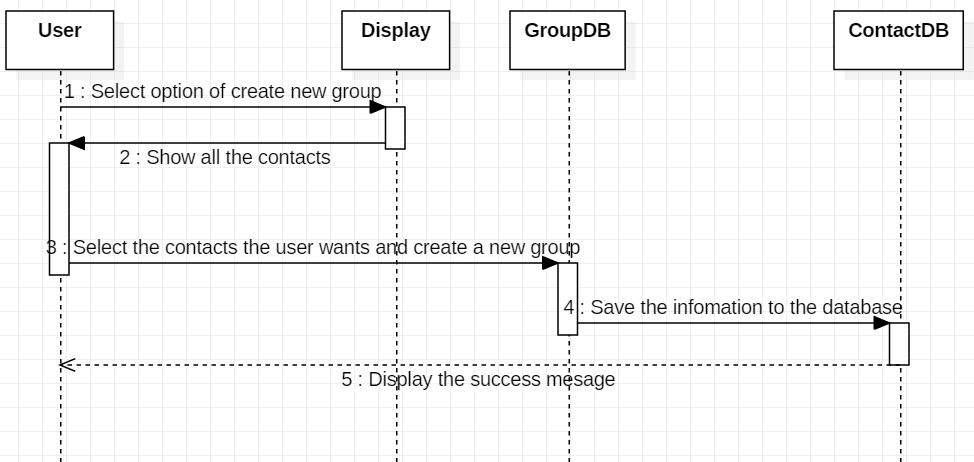 User
Display
GroupDB
ContactDB
1 : Select option of create new group
2 : Show all the contacts
3 : Select the contacts the user wants and create a new group
4 : Save the infomation to the database
5 : Display the success mesage